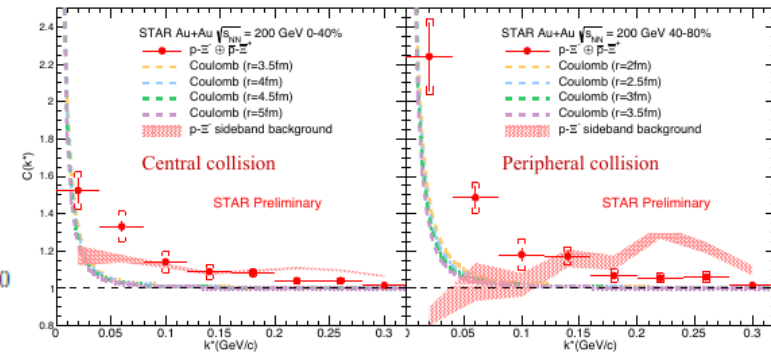 STAR Au+Au √s_NN = 200 GeV 0-40%
p-Ξ⁻ ⊕ p̅-Ξ̅⁺
Coulomb (r=3.5fm)
Coulomb (r=4fm)
Coulomb (r=4.5fm)
Coulomb (r=5fm)
p-Ξ⁻ sideband background
Central collision
STAR Preliminary
C(k*)
2.4
2.2
2
1.8
1.6
1.4
1.2
1
0.8
0
0.05
0.1
0.15
0.2
0.25
0.3
k*(GeV/c)
STAR Au+Au √s_NN = 200 GeV 40-80%
p-Ξ⁻ ⊕ p̅-Ξ̅⁺
Coulomb (r=2fm)
Coulomb (r=2.5fm)
Coulomb (r=3fm)
Coulomb (r=3.5fm)
p-Ξ⁻ sideband background
Peripheral collision
STAR Preliminary
0.05
0.1
0.15
0.2
0.25
0.3
k*(GeV/c)